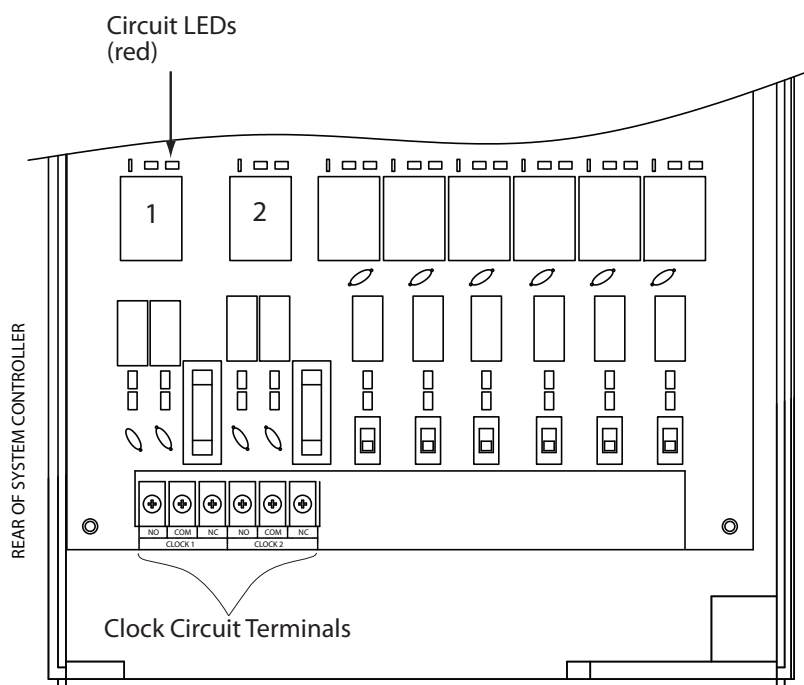 Circuit LEDs
(red)
1
2
REAR OF SYSTEM CONTROLLER
NO COM NC NO COM NC
CLOCK 1 CLOCK 2
Clock Circuit Terminals